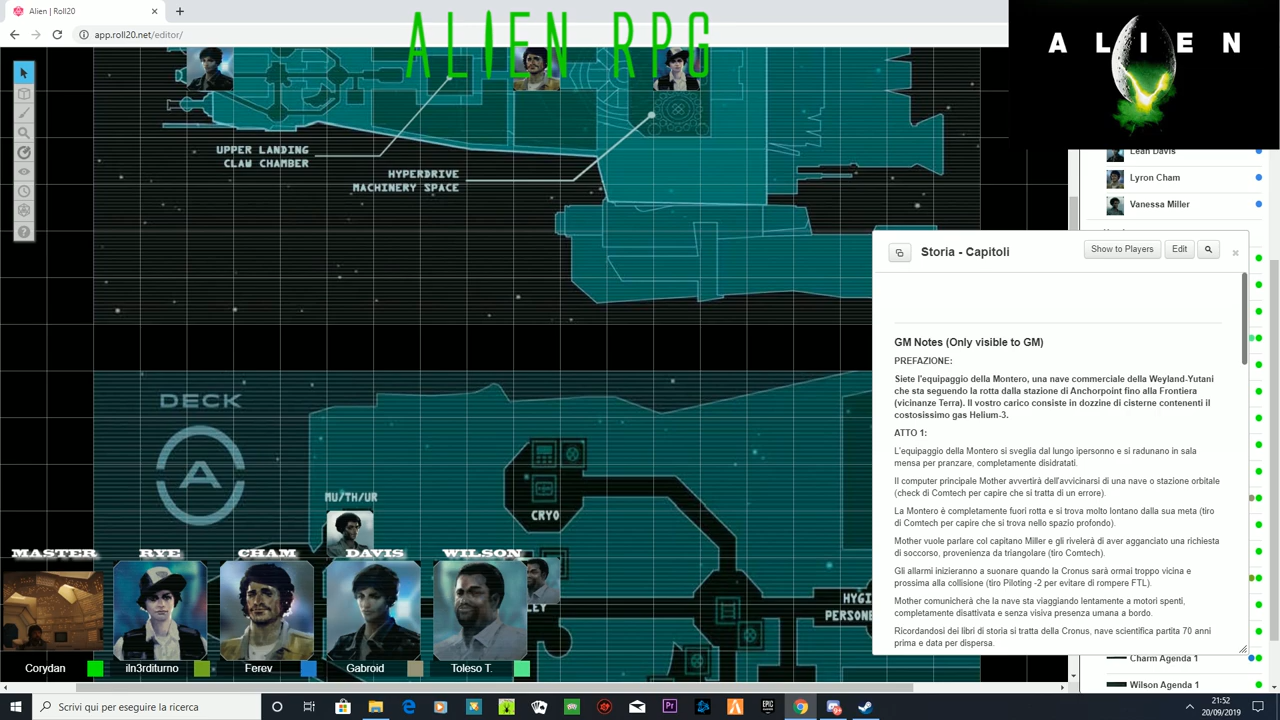 Alien | Roll20
app.roll20.net/editor/
ALIEN RPG
ALIEN
UPPER LANDING
CLAW CHAMBER
HYPERDRIVE
MACHINERY SPACE
Lean Davis
Lyron Cham
Vanessa Miller
Storia - Capitoli
Show to Players
Edit
GM Notes (Only visible to GM)
PREFAZIONE:
Siete l'equipaggio della Montero, una nave commerciale della Weyland-Yutani
che sta seguendo la rotta dalla stazione di Anchorpoint fino alla Frontiera
(vicinanze Terra). Il vostro carico consiste in dozzine di cisterne contenenti il
costosissimo gas Helium-3.
ATTO 1:
L'equipaggio della Montero si sveglia dal lungo ipersonno e si radunano in sala
mensa per pranzare, completamente disidratati.
Il computer principale Mother avvertirà dell'avvicinarsi di una nave o stazione orbitale
(check di Comtech per capire che si tratta di un errore).
La Montero è completamente fuori rotta e si trova molto lontano dalla sua meta (tiro
di Comtech per capire che si trova nello spazio profondo).
Mother vuole parlare col capitano Miller e gli rivelerà di aver agganciato una richiesta
di soccorso, provenienza da triangolare (tiro Comtech).
Gli allarmi inizieranno a suonare quando la Cronus sarà ormai troppo vicina e
prossima alla collisione (tiro Piloting -2 per evitare di rompere FTL).
Mother comunicherà che la nave sta viaggiando lentamente a motori spenti,
completamente disattivata e senza visiva presenza umana a bordo.
Ricordandosi dei libri di storia si tratta della Cronus, nave scientifica partita 70 anni
prima e data per dispersa.
DECK
A
MU/TH/UR
CRYO
HYGI
PERSONE
LEY
MASTER
RYE
CHAM
DAVIS
WILSON
Corydan
iln3rditurno
Ferev
Gabroid
Toleso T.
Charm Agenda 1
Wilson Agenda 1
Scrivi qui per eseguire la ricerca
21:52
20/09/2019